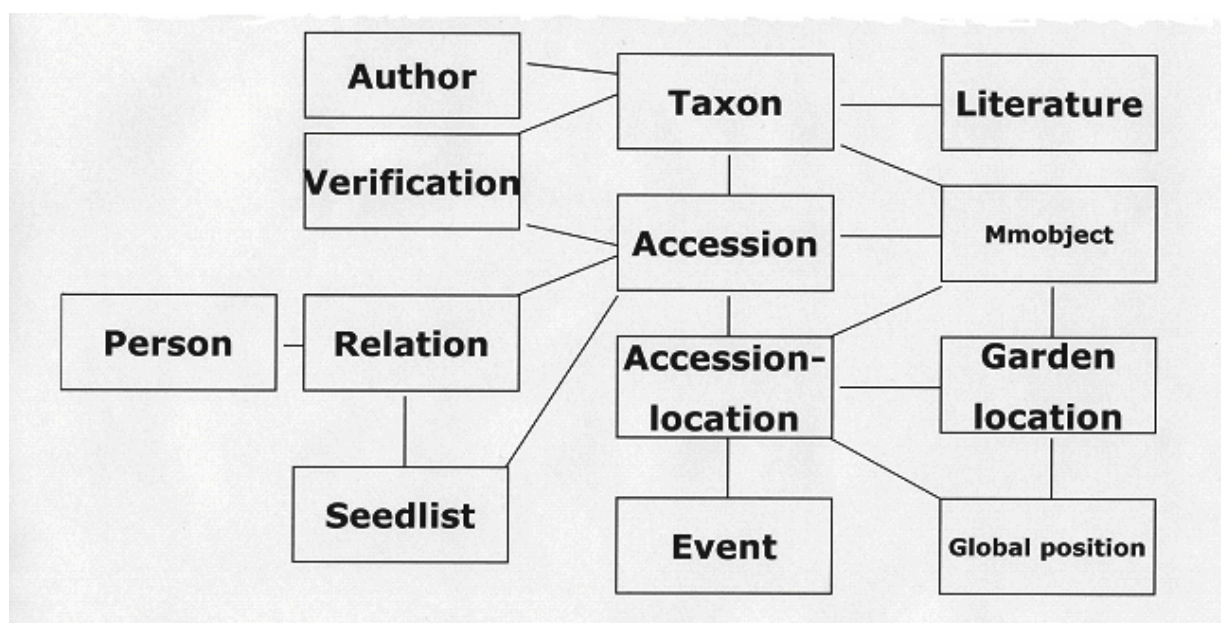 Author
Taxon
Literature
Verification
Accession
Mmobject
Person
Relation
Accession-
location
Garden
location
Seedlist
Event
Global position